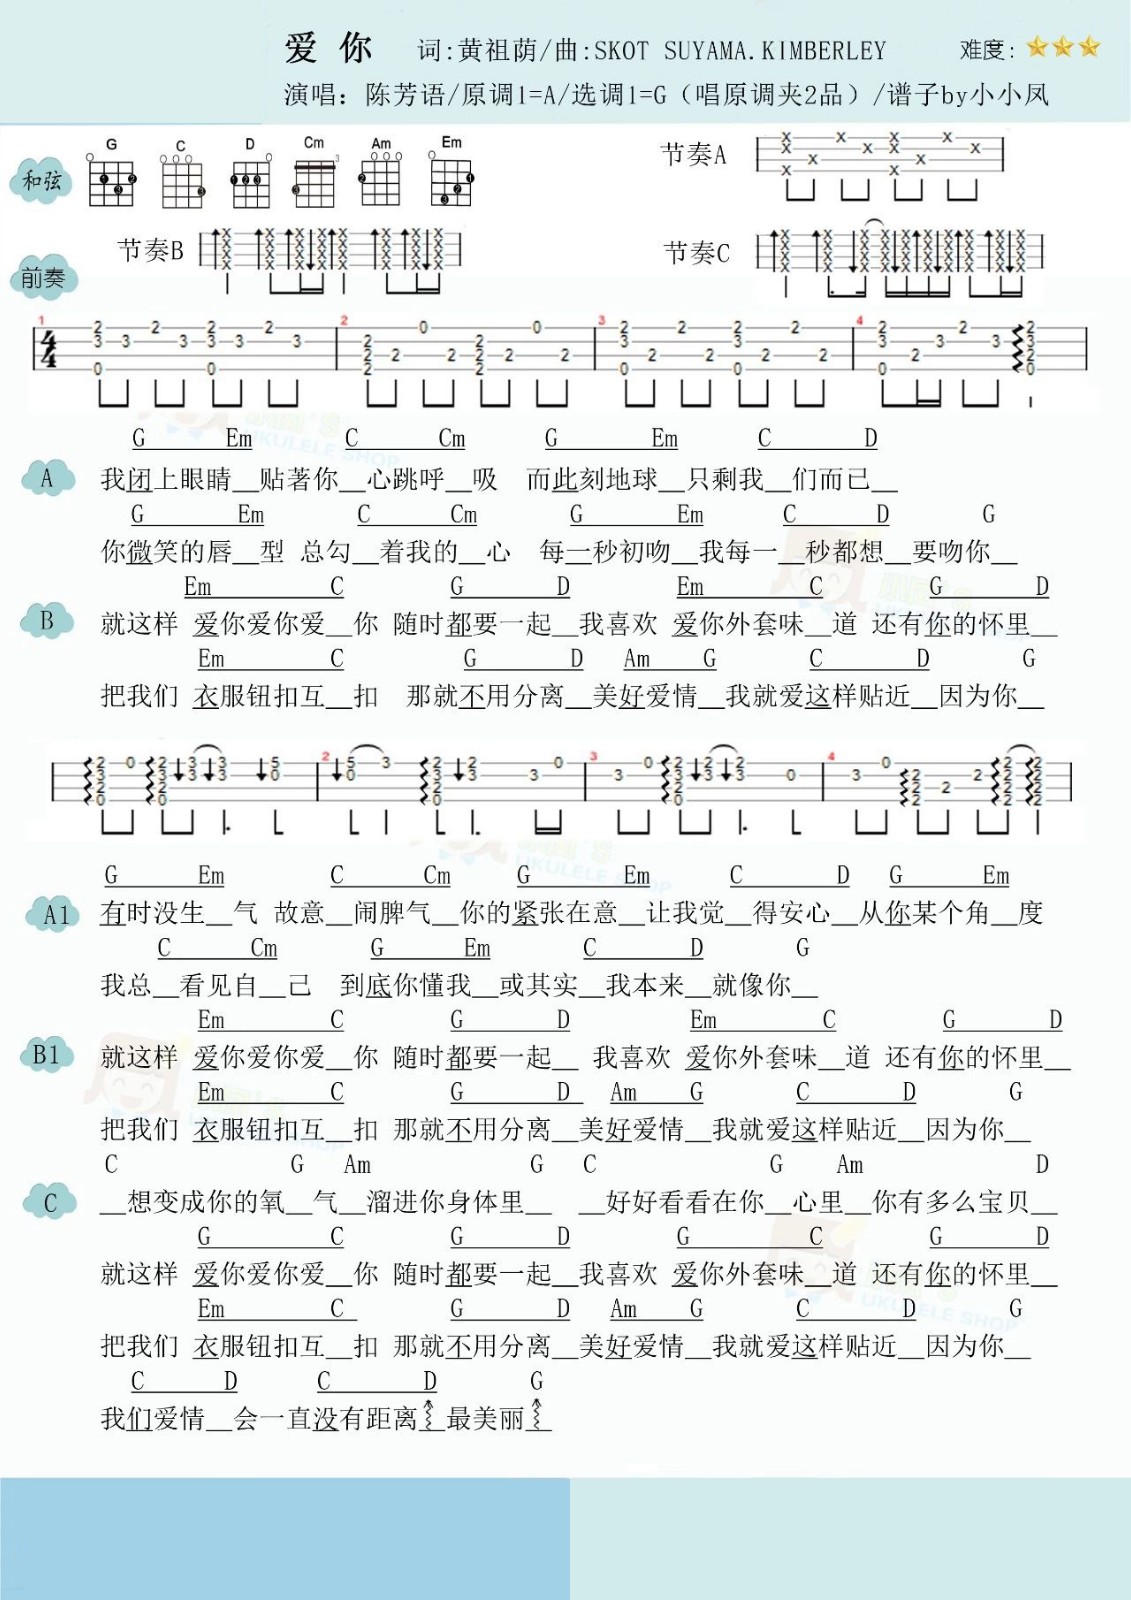 爱 你 词:黄祖荫/曲:SKOT SUYAMA.KIMBERLEY 难度:
演唱：陈芳语/原调1=A/选调1=G（唱原调夹2品）/谱子by小小凤
和弦 G C D Cm Am Em 节奏A
节奏B 节奏C
前奏
G Em C Cm G Em C D
A 我闭上眼睛__贴著你__心跳呼__吸 而此刻地球__只剩我__们而已__
G Em C Cm G Em C D G
你微笑的唇__型 总勾__着我的__心 每一秒初吻__我每一__秒都想__要吻你__
Em C G D Em C G D
B 就这样 爱你爱你爱__你 随时都要一起__我喜欢 爱你外套味__道 还有你的怀里__
Em C G D Am G C D G
把我们 衣服钮扣互__扣 那就不用分离__美好爱情__我就爱这样贴近__因为你__
G Em C Cm G Em C D G Em
A1 有时没生__气 故意__闹脾气__你的紧张在意__让我觉__得安心__从你某个角__度
C Cm G Em C D G
我总__看见自__己 到底你懂我__或其实__我本来__就像你__
Em C G D Em C G D
B1 就这样 爱你爱你爱__你 随时都要一起__ 我喜欢 爱你外套味__道 还有你的怀里__
Em C G D Am G C D G
把我们 衣服钮扣互__扣 那就不用分离__美好爱情__我就爱这样贴近__因为你__
C G Am G C G Am D
C __想变成你的氧__气__溜进你身体里__ __好好看看在你__心里__你有多么宝贝__
G C G D G C G D
就这样 爱你爱你爱__你 随时都要一起__我喜欢 爱你外套味__道 还有你的怀里__
Em C G D Am G C D G
把我们 衣服钮扣互__扣 那就不用分离__美好爱情__我就爱这样贴近__因为你__
C D C D G
我们爱情__会一直没有距离__最美丽__